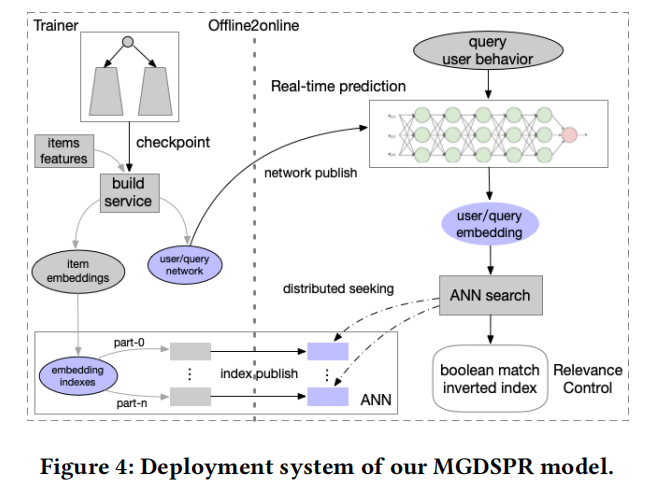 Trainer
Offline2online
query
user behavior
Real-time prediction
checkpoint
items
features
build
service
network publish
user/query
embedding
item
embeddings
user/query
network
distributed seeking
ANN search
part-0
embedding
indexes
index publish
part-n
ANN
boolean match
inverted index
Relevance
Control
Figure 4: Deployment system of our MGDSPR model.